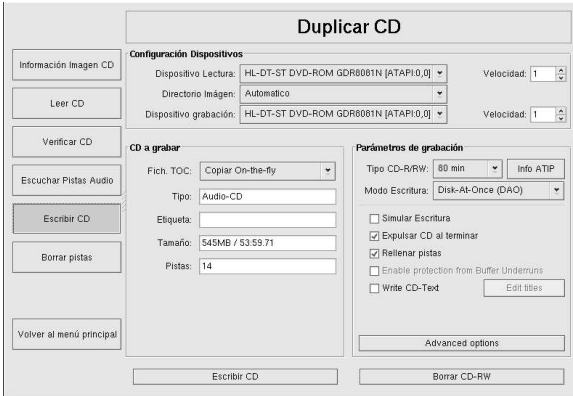 Duplicar CD
Información Imagen CD
Leer CD
Verificar CD
Escuchar Pistas Audio
Escribir CD
Borrar pistas
Volver al menú principal
Configuración Dispositivos
Dispositivo Lectura: HL-DT-ST DVD-ROM GDR8081N [ATAPI:0,0] Velocidad: 1
Directorio Imágen: Automatico
Dispositivo grabación: HL-DT-ST DVD-ROM GDR8081N [ATAPI:0,0] Velocidad: 1
CD a grabar
Fich. TOC: Copiar On-the-fly
Tipo: Audio-CD
Etiqueta:
Tamaño: 545MB / 53:59.71
Pistas: 14
Parámetros de grabación
Tipo CD-R/RW: 80 min Info ATIP
Modo Escritura: Disk-At-Once (DAO)
Simular Escritura
Expulsar CD al terminar
Rellenar pistas
Enable protection from Buffer Underruns
Write CD-Text Edit titles
Advanced options
Escribir CD
Borrar CD-RW